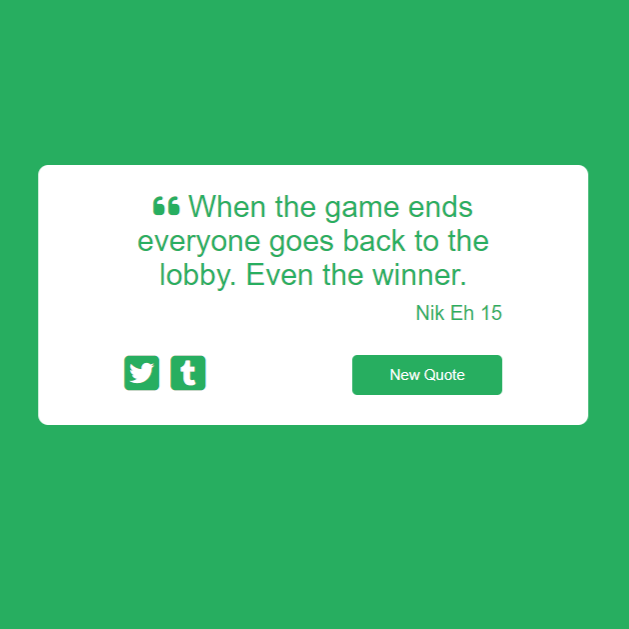 ❝ When the game ends
everyone goes back to the
lobby. Even the winner.
Nik Eh 15
New Quote